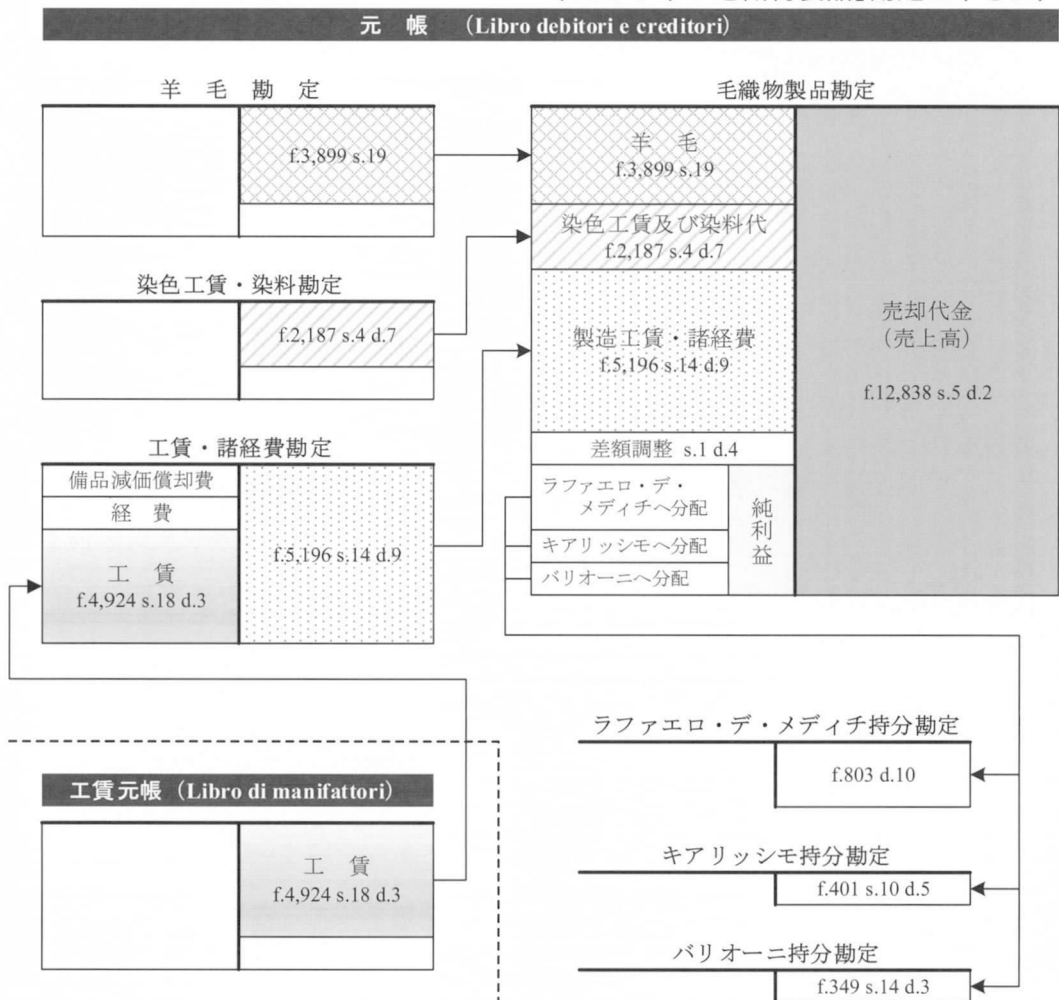 元 帳 (Libro debitori e creditori)
羊 毛 勘 定
f.3,899 s.19
染色工賃・染料勘定
f.2,187 s.4 d.7
工賃・諸経費勘定
備品減価償却費
経 費
工 賃
f.4,924 s.18 d.3
f.5,196 s.14 d.9
毛織物製品勘定
羊 毛
f.3,899 s.19
染色工賃及び染料代
f.2,187 s.4 d.7
製造工賃・諸経費
f.5,196 s.14 d.9
差額調整 s.1 d.4
ラファエロ・デ・
メディチへ分配
キアリッシモへ分配
バリオーニへ分配
純利益
売却代金
(売上高)
f.12,838 s.5 d.2
工賃元帳 (Libro di manifattori)
工 賃
f.4,924 s.18 d.3
ラファエロ・デ・メディチ持分勘定
f.803 d.10
キアリッシモ持分勘定
f.401 s.10 d.5
バリオーニ持分勘定
f.349 s.14 d.3